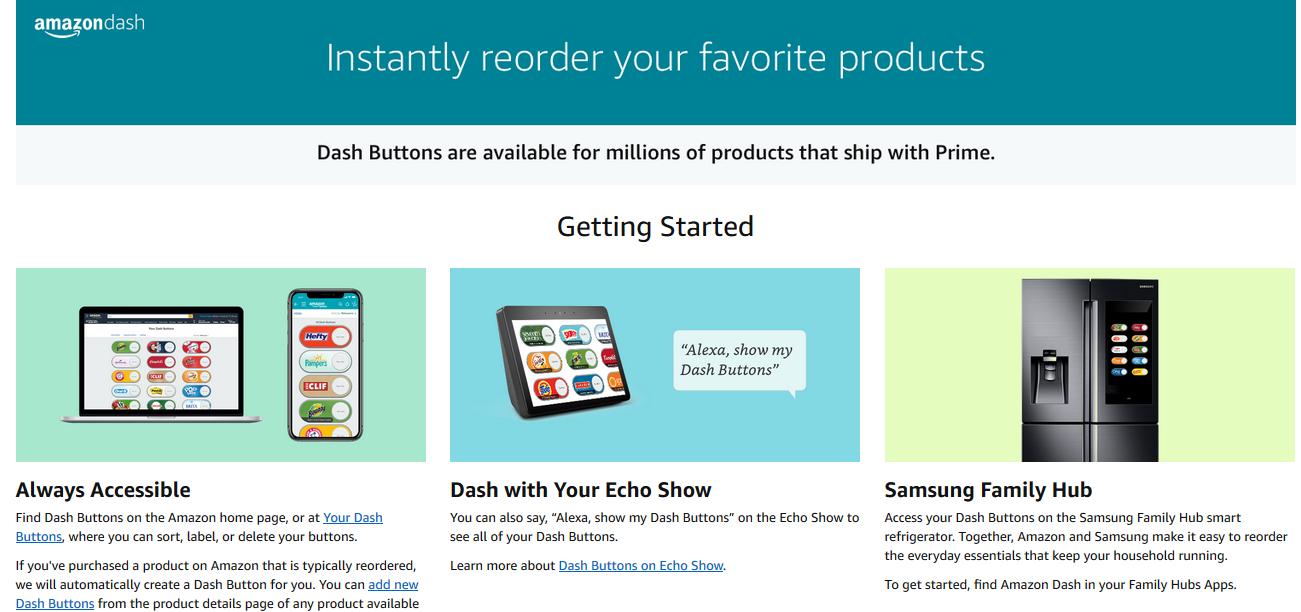 amazondash
Instantly reorder your favorite products
Dash Buttons are available for millions of products that ship with Prime.
Getting Started
Hefty
Pampers
CLIF
Bounty
"Alexa, show my
Dash Buttons"
SAMSUNG
Always Accessible
Find Dash Buttons on the Amazon home page, or at Your Dash
Buttons, where you can sort, label, or delete your buttons.
If you've purchased a product on Amazon that is typically reordered,
we will automatically create a Dash Button for you. You can add new
Dash Buttons from the product details page of any product available
Dash with Your Echo Show
You can also say, “Alexa, show my Dash Buttons” on the Echo Show to
see all of your Dash Buttons.
Learn more about Dash Buttons on Echo Show.
Samsung Family Hub
Access your Dash Buttons on the Samsung Family Hub smart
refrigerator. Together, Amazon and Samsung make it easy to reorder
the everyday essentials that keep your household running.
To get started, find Amazon Dash in your Family Hubs Apps.